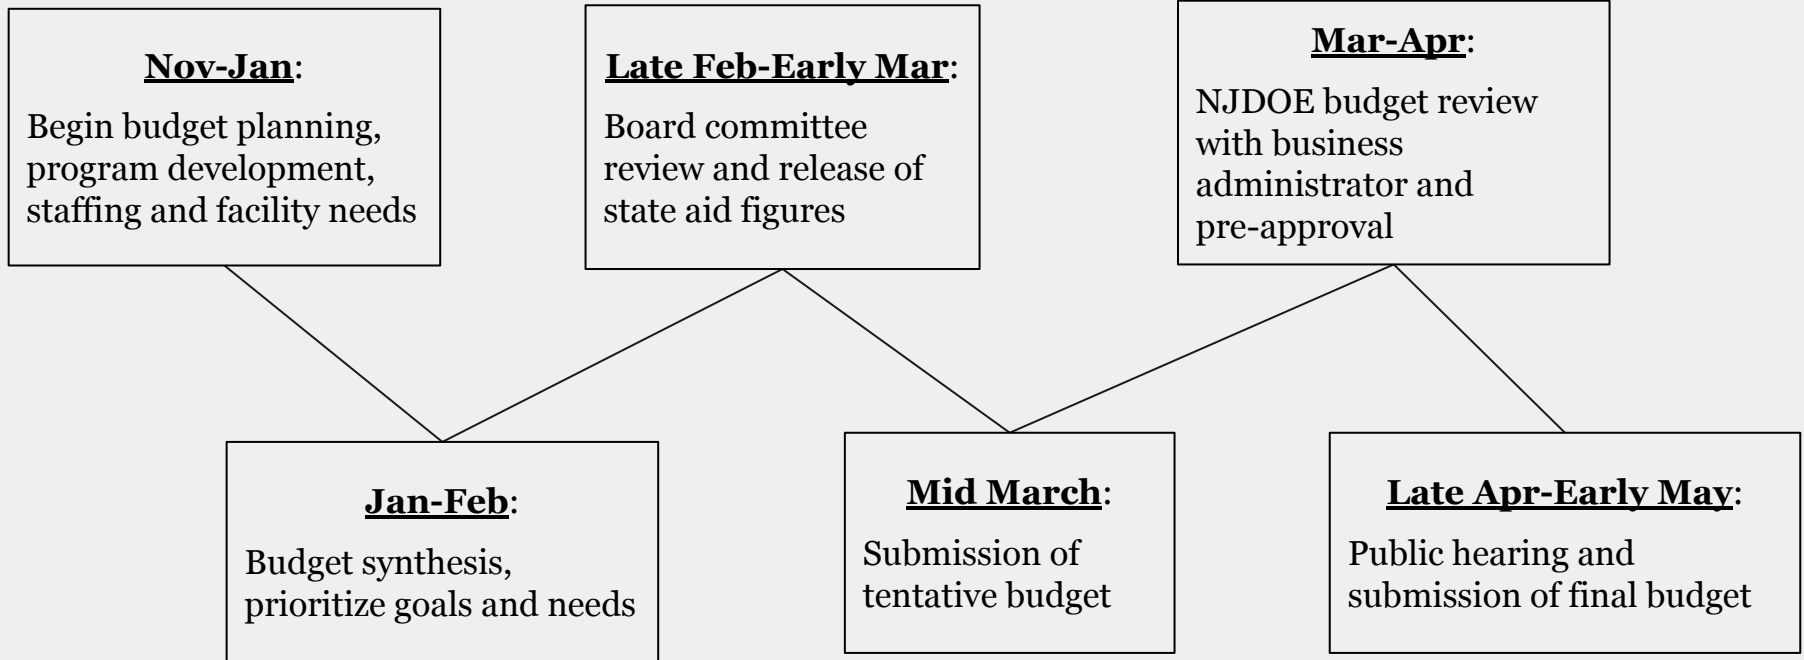 Nov-Jan:
Begin budget planning,
program development,
staffing and facility needs
Jan-Feb:
Budget synthesis,
prioritize goals and needs
Late Feb-Early Mar:
Board committee
review and release of
state aid figures
Mid March:
Submission of
tentative budget
Mar-Apr:
NJDOE budget review
with business
administrator and
pre-approval
Late Apr-Early May:
Public hearing and
submission of final budget